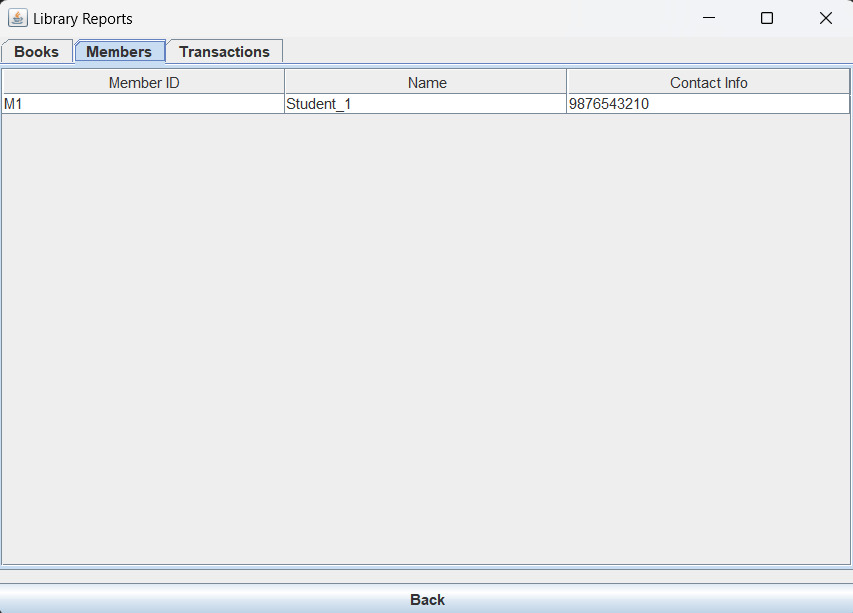 Library Reports
Books Members Transactions
Member ID Name Contact Info
M1 Student_1 9876543210
Back